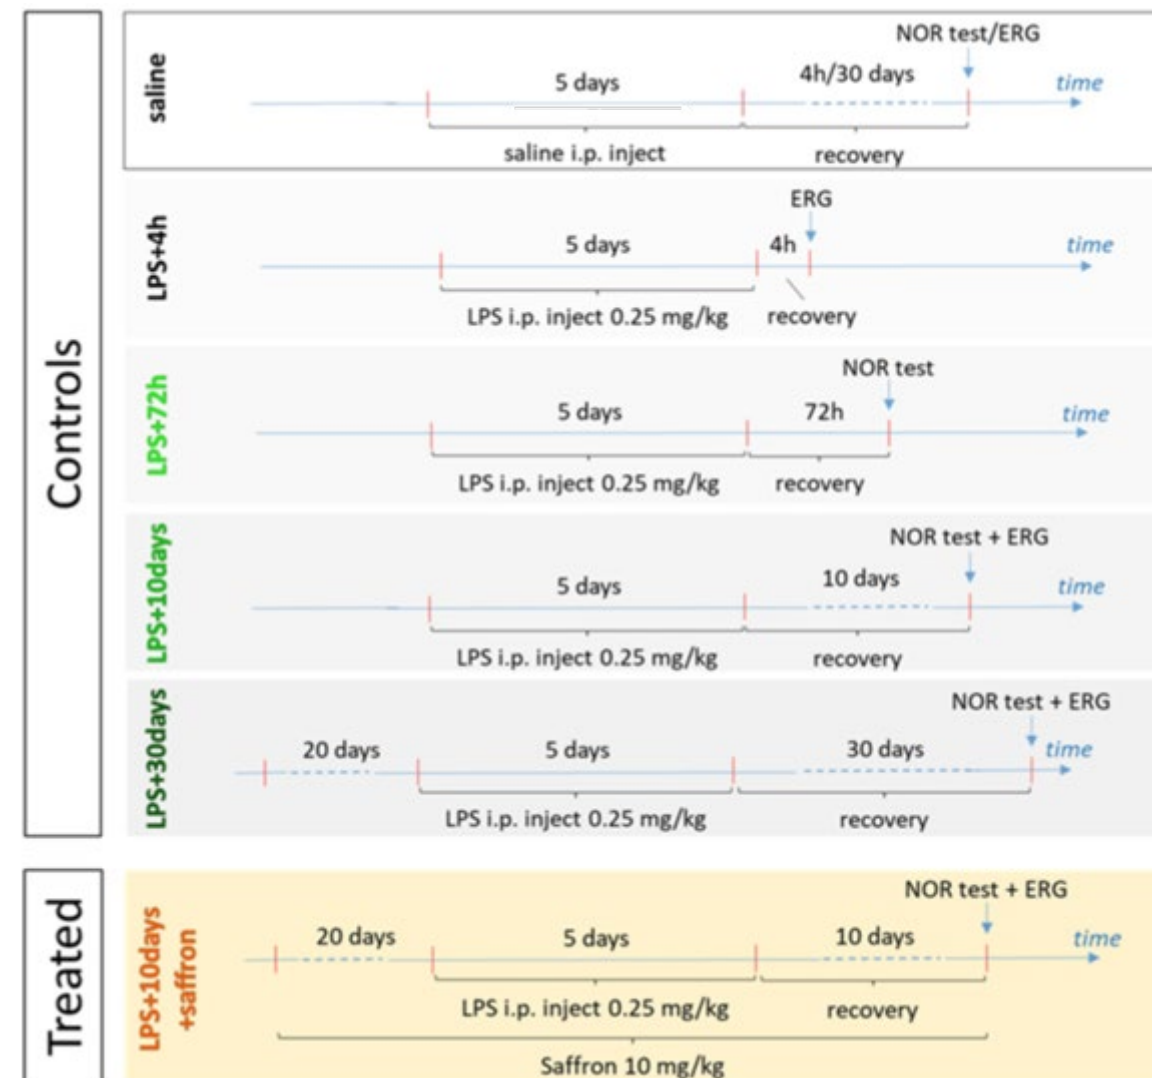 Controls
saline
NOR test/ERG
5 days
4h/30 days
time
saline i.p. inject
recovery
LPS+4h
ERG
5 days
4h
time
LPS i.p. inject 0.25 mg/kg
recovery
LPS+72h
NOR test
5 days
72h
time
LPS i.p. inject 0.25 mg/kg
recovery
LPS+10days
NOR test + ERG
5 days
10 days
time
LPS i.p. inject 0.25 mg/kg
recovery
LPS+30days
NOR test + ERG
20 days
5 days
30 days
time
LPS i.p. inject 0.25 mg/kg
recovery
Treated
LPS+10days
+saffron
NOR test + ERG
20 days
5 days
10 days
time
LPS i.p. inject 0.25 mg/kg
recovery
Saffron 10 mg/kg